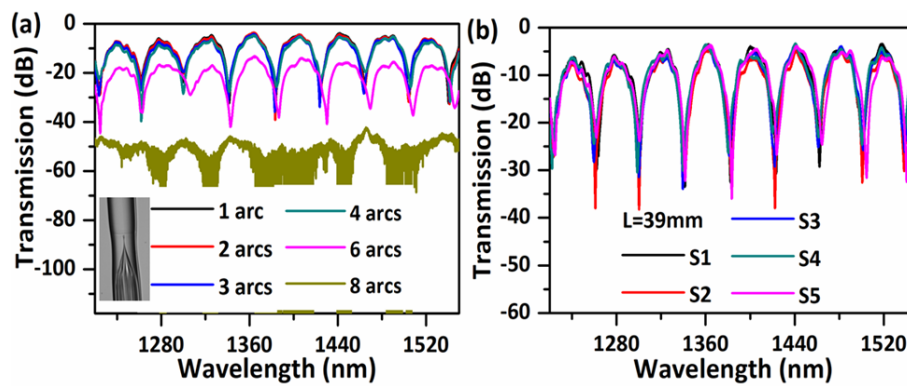 (a)
0
-20
-40
-60
-80
-100
Transmission (dB)
1 arc
2 arcs
3 arcs
4 arcs
6 arcs
8 arcs
1280 1360 1440 1520
Wavelength (nm)
(b)
0
-10
-20
-30
-40
-50
-60
Transmission (dB)
L=39mm
S1
S2
S3
S4
S5
1280 1360 1440 1520
Wavelength (nm)